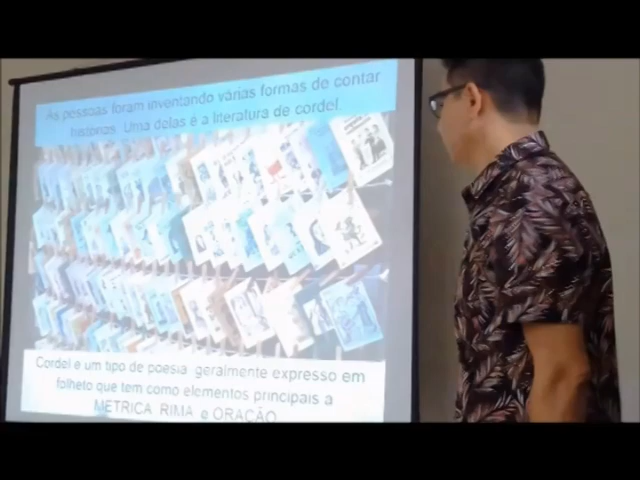 As pessoas foram inventando várias formas de contar
histórias. Uma delas é a literatura de cordel.
Cordel e um tipo de poesia geralmente expresso em
folheto que tem como elementos principais a
METRICA RIMA e ORAÇÃO